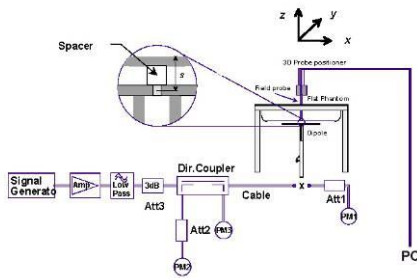 z
y
x
Spacer
s
3D Probe positioner
Field probe
Flat Phantom
Dipole
Signal
Generato
Amp
Low
Pass
3dB
Att3
Dir.Coupler
Cable
x
Att1
PM1
Att2
PM3
PM2
PC